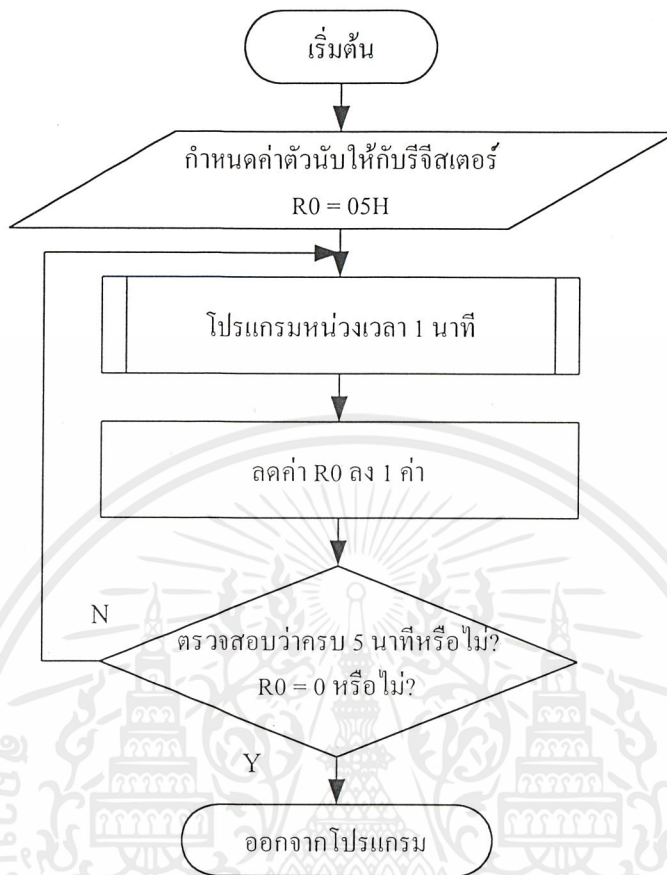 เริ่มต้น
กำหนดค่าตัวนับให้กับรีจีสเตอร์
R0 = 05H
โปรแกรมหน่วงเวลา 1 นาที
ลดค่า R0 ลง 1 ค่า
N
ตรวจสอบว่าครบ 5 นาทีหรือไม่?
R0 = 0 หรือไม่?
Y
ออกจากโปรแกรม